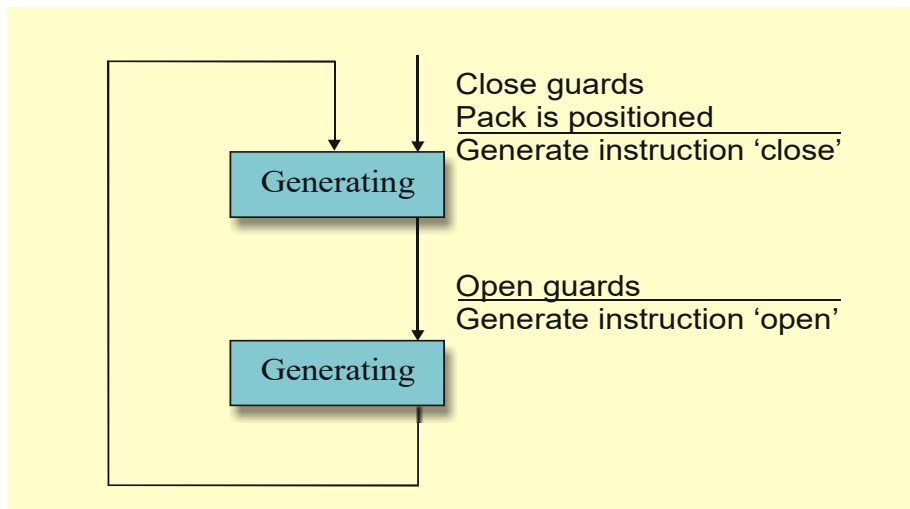 Close guards
Pack is positioned
Generate instruction ‘close’
Generating
Open guards
Generate instruction ‘open’
Generating